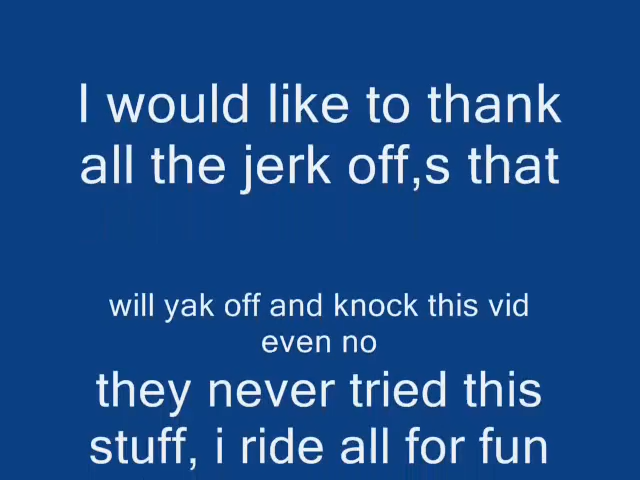 I would like to thank
all the jerk off,s that
will yak off and knock this vid
even no
they never tried this
stuff, i ride all for fun